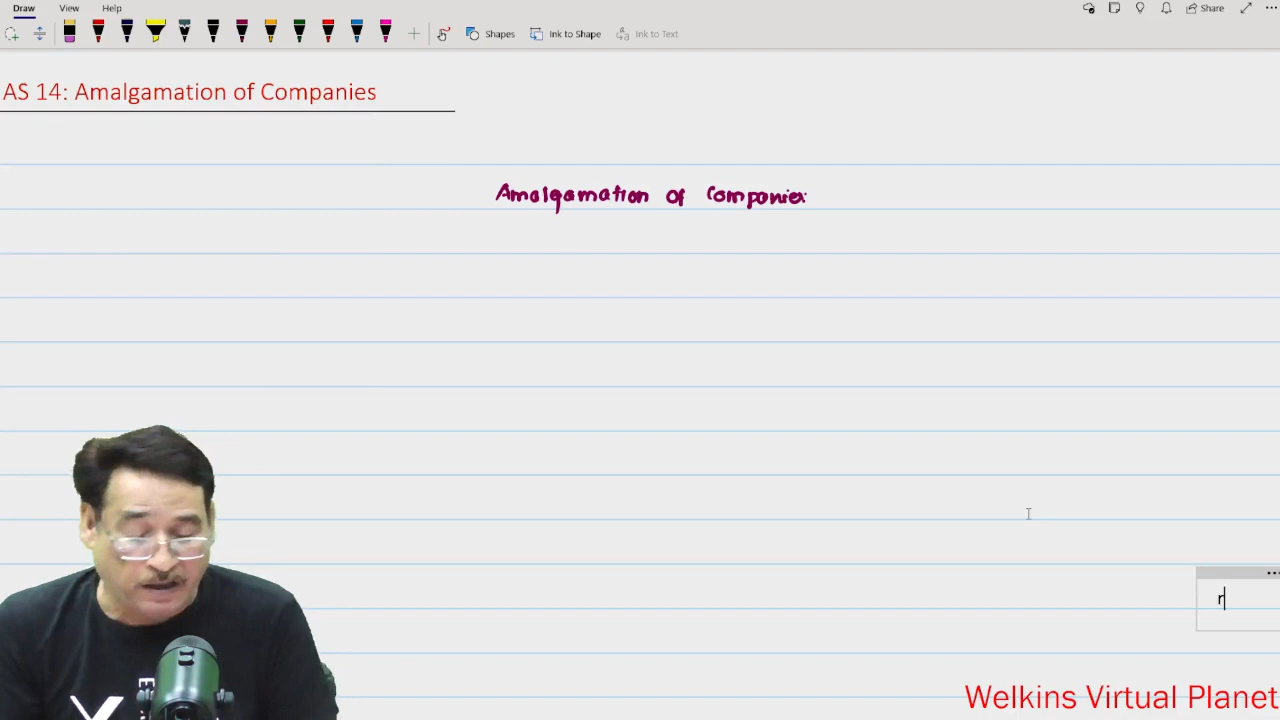 Draw View Help
Share
Shapes Ink to Shape Ink to Text
AS 14: Amalgamation of Companies
Amalgamation of Companies
r
Welkins Virtual Planet